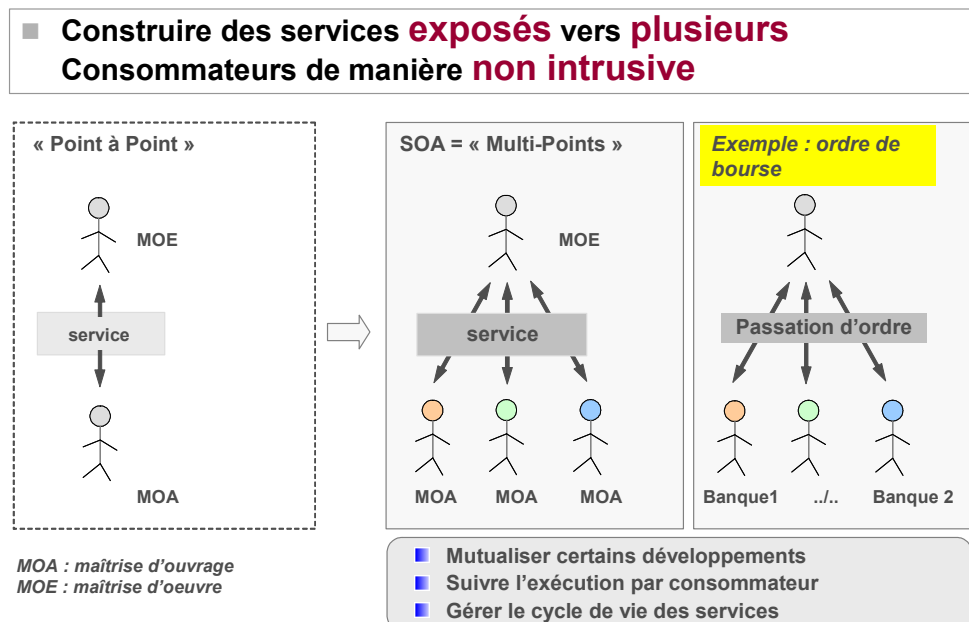 Construire des services exposés vers plusieurs
Consommateurs de manière non intrusive
« Point à Point »
MOE
service
MOA
SOA = « Multi-Points »
MOE
service
MOA MOA MOA
Exemple : ordre de
bourse
Passation d'ordre
Banque1 ../.. Banque 2
MOA : maîtrise d'ouvrage
MOE : maîtrise d'oeuvre
Mutualiser certains développements
Suivre l'exécution par consommateur
Gérer le cycle de vie des services